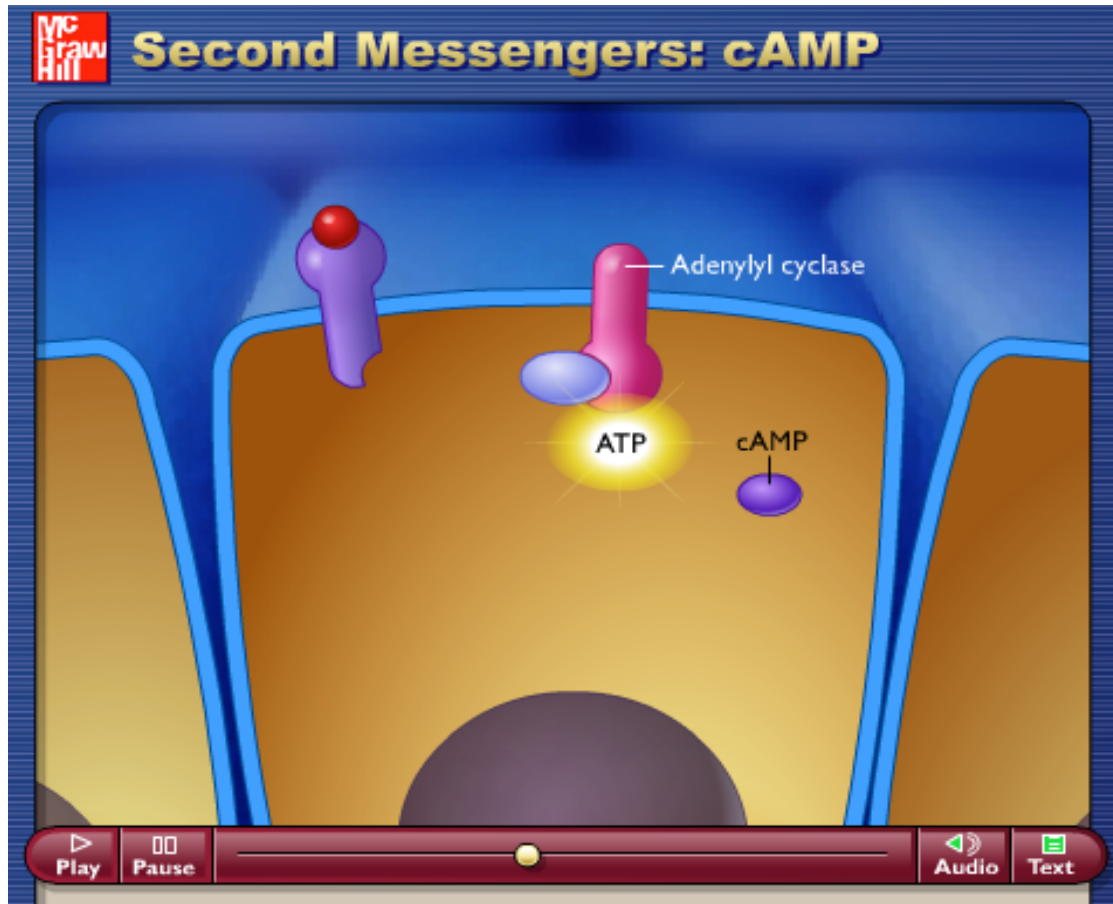 Mc
Graw
Hill
Second Messengers: cAMP
Adenylyl cyclase
ATP
cAMP
Play
Pause
Audio
Text